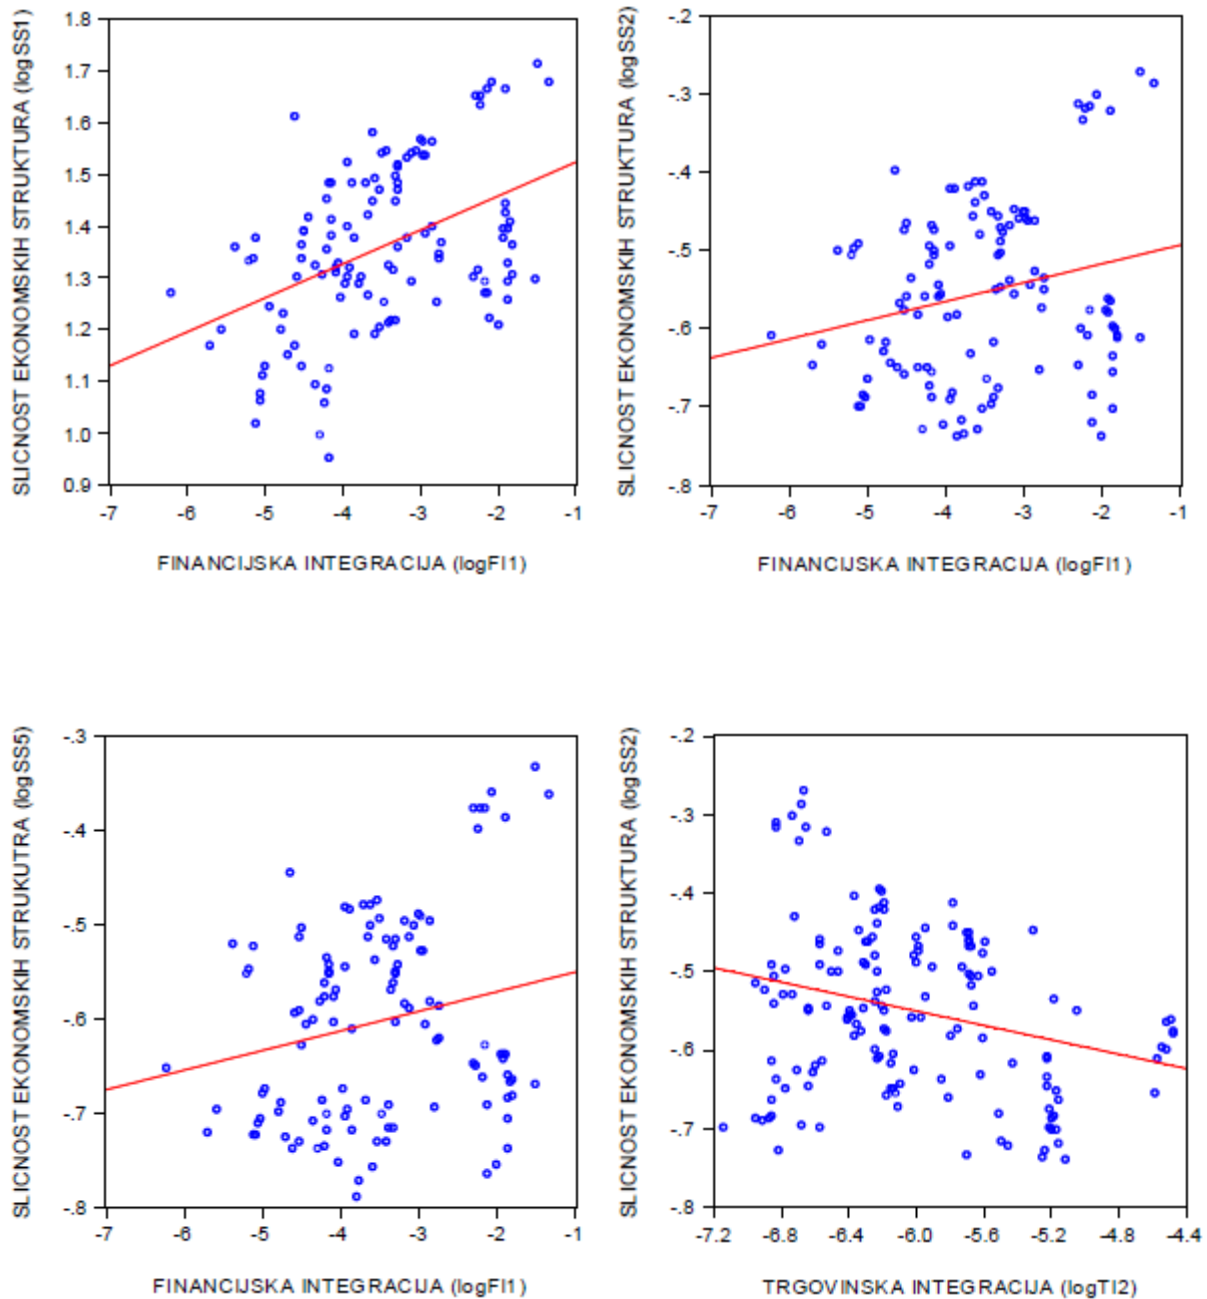 SLICNOST EKONOMSKIH STRUKTURA (logSS1)
1.8
1.7
1.6
1.5
1.4
1.3
1.2
1.1
1.0
0.9
-7 -6 -5 -4 -3 -2 -1
FINANCIJSKA INTEGRACIJA (logFI1)
SLICNOST EKONOMSKIH STRUKTURA (logSS2)
-.2
-.3
-.4
-.5
-.6
-.7
-.8
-7 -6 -5 -4 -3 -2 -1
FINANCIJSKA INTEGRACIJA (logFI1)
SLICNOST EKONOMSKIH STRUKUTRA (logSS5)
-.3
-.4
-.5
-.6
-.7
-.8
-7 -6 -5 -4 -3 -2 -1
FINANCIJSKA INTEGRACIJA (logFI1)
SLICNOST EKONOMSKIH STRUKTURA (logSS2)
-.2
-.3
-.4
-.5
-.6
-.7
-.8
-7.2 -6.8 -6.4 -6.0 -5.6 -5.2 -4.8 -4.4
TRGOVINSKA INTEGRACIJA (logTI2)